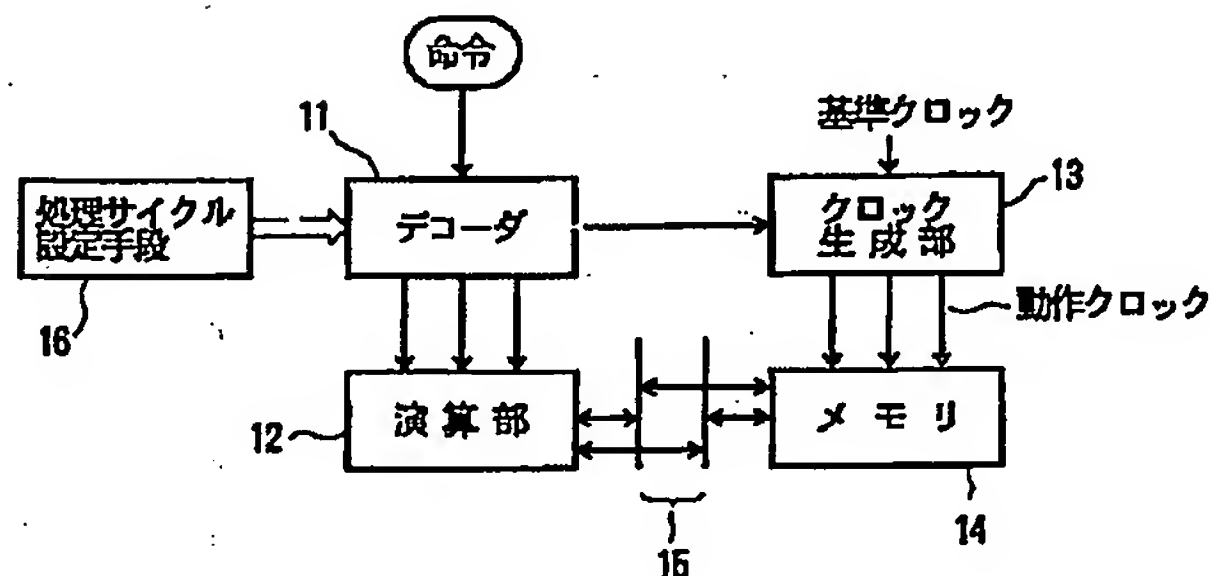 命令
11
基準クロック
13
処理サイクル
設定手段
デコーダ
クロック
生成部
16
動作クロック
12
演算部
メモリ
15
14